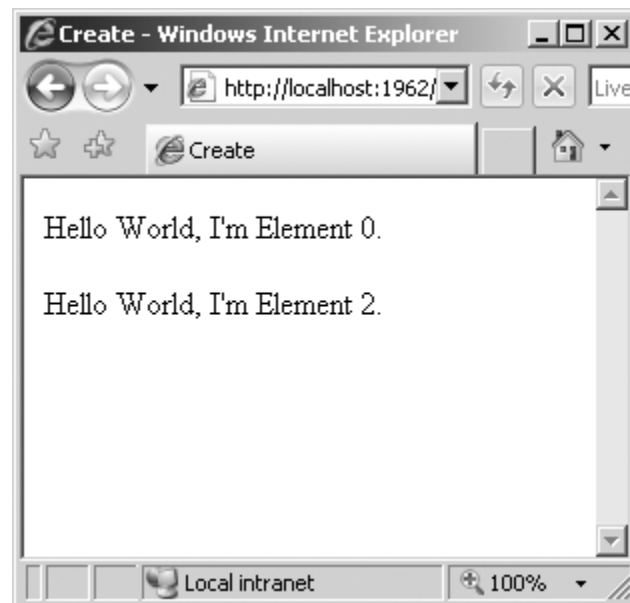 Create - Windows Internet Explorer
http://localhost:1962/
Live
Create
Hello World, I'm Element 0.
Hello World, I'm Element 2.
Local intranet
100%